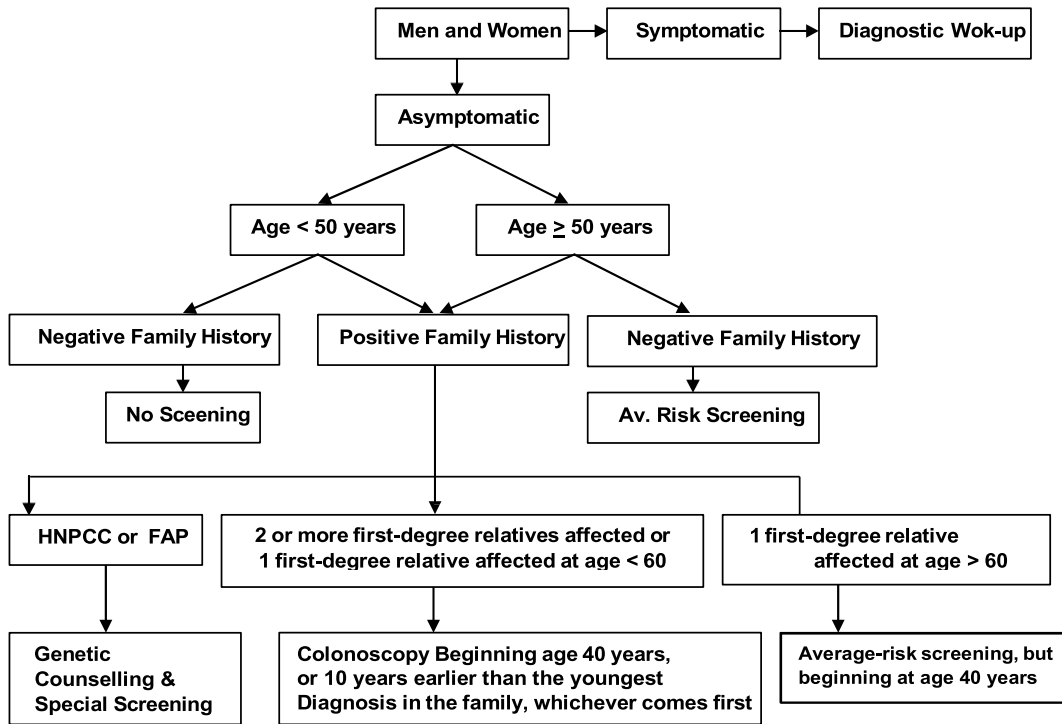 Men and Women
Symptomatic
Diagnostic Wok-up
Asymptomatic
Age < 50 years
Age ≥ 50 years
Negative Family History
Positive Family History
Negative Family History
No Sceening
Av. Risk Screening
HNPCC or FAP
2 or more first-degree relatives affected or
1 first-degree relative affected at age < 60
1 first-degree relative
affected at age > 60
Genetic
Counselling &
Special Screening
Colonoscopy Beginning age 40 years,
or 10 years earlier than the youngest
Diagnosis in the family, whichever comes first
Average-risk screening, but
beginning at age 40 years